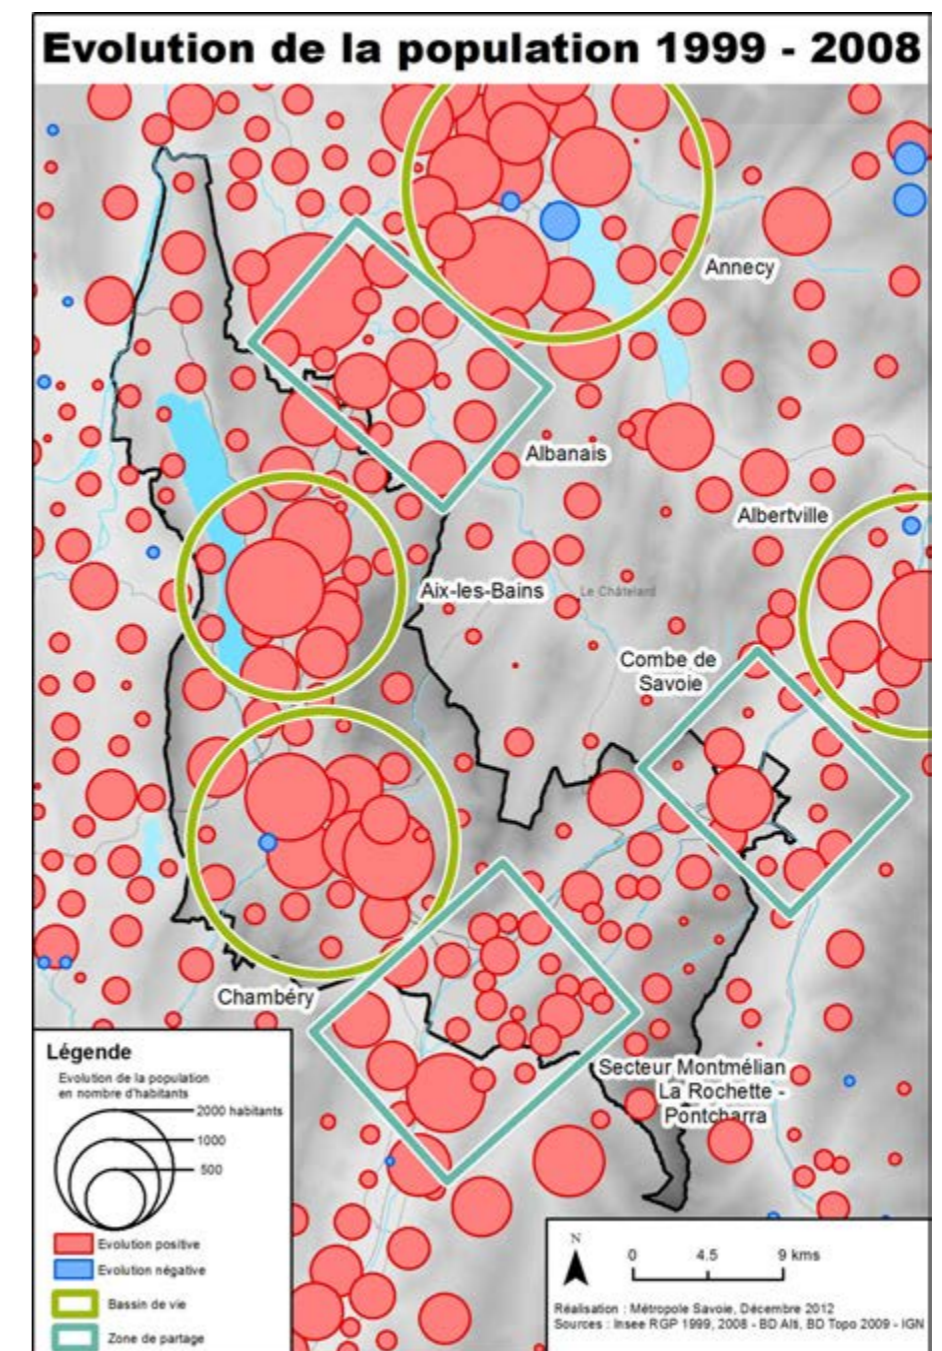 Evolution de la population 1999 - 2008
Annecy
Albanais
Albertville
Aix-les-Bains
Le Châtelard
Combe de
Savoie
Chambéry
Secteur Montmélian
La Rochette -
Pontcharra
Légende
Evolution de la population
en nombre d'habitants
2000 habitants
1000
500
Evolution positive
Evolution négative
Bassin de vie
Zone de partage
N
0 4.5 9 kms
Réalisation : Métropole Savoie, Décembre 2012
Sources : Insee RGP 1999, 2008 - BD Alti, BD Topo 2009 - IGN